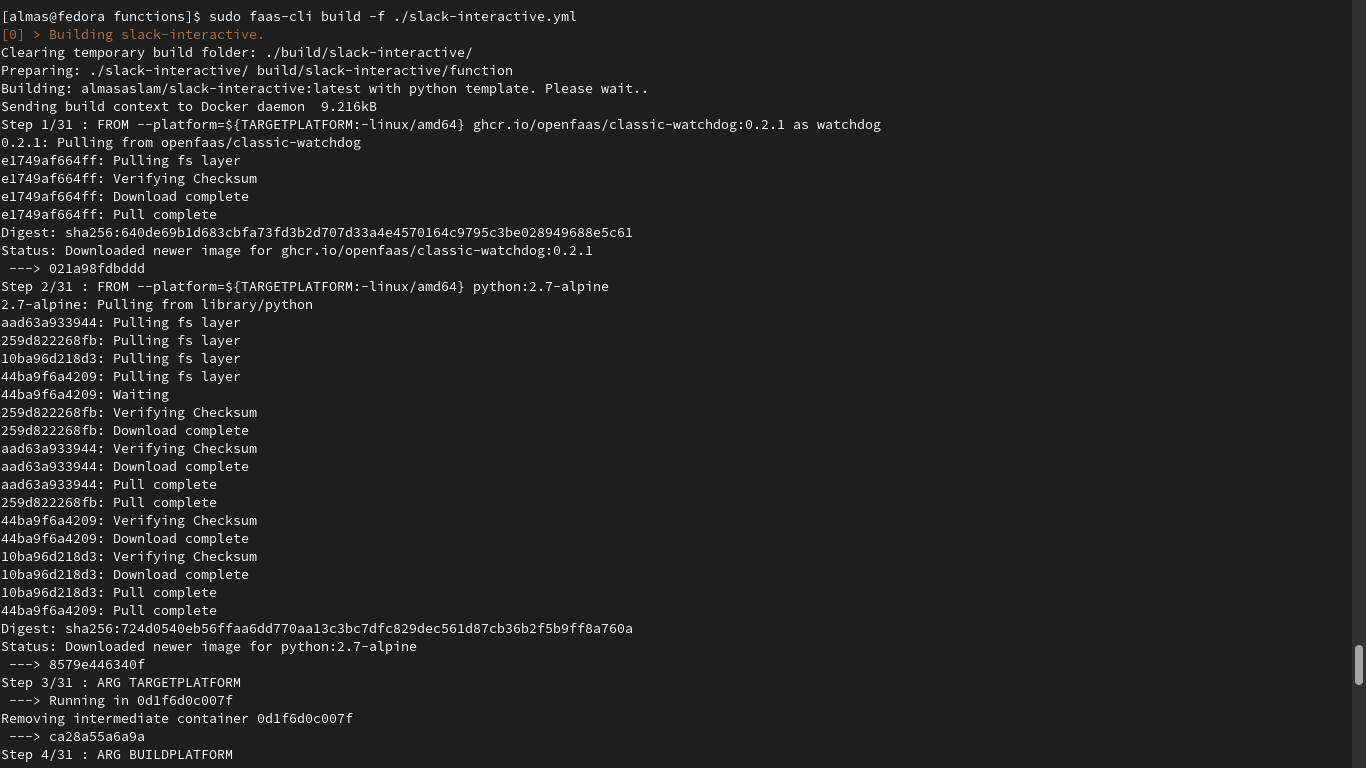 [almas@fedora functions]$ sudo faas-cli build -f ./slack-interactive.yml
[0] > Building slack-interactive.
Clearing temporary build folder: ./build/slack-interactive/
Preparing: ./slack-interactive/ build/slack-interactive/function
Building: almasaslam/slack-interactive:latest with python template. Please wait..
Sending build context to Docker daemon  9.216kB
Step 1/31 : FROM --platform=${TARGETPLATFORM:-linux/amd64} ghcr.io/openfaas/classic-watchdog:0.2.1 as watchdog
0.2.1: Pulling from openfaas/classic-watchdog
e1749af664ff: Pulling fs layer
e1749af664ff: Verifying Checksum
e1749af664ff: Download complete
e1749af664ff: Pull complete
Digest: sha256:640de69b1d683cbfa73fd3b2d707d33a4e4570164c9795c3be028949688e5c61
Status: Downloaded newer image for ghcr.io/openfaas/classic-watchdog:0.2.1
 ---> 021a98fdbddd
Step 2/31 : FROM --platform=${TARGETPLATFORM:-linux/amd64} python:2.7-alpine
2.7-alpine: Pulling from library/python
aad63a933944: Pulling fs layer
259d822268fb: Pulling fs layer
10ba96d218d3: Pulling fs layer
44ba9f6a4209: Pulling fs layer
44ba9f6a4209: Waiting
259d822268fb: Verifying Checksum
259d822268fb: Download complete
aad63a933944: Verifying Checksum
aad63a933944: Download complete
aad63a933944: Pull complete
259d822268fb: Pull complete
44ba9f6a4209: Verifying Checksum
44ba9f6a4209: Download complete
10ba96d218d3: Verifying Checksum
10ba96d218d3: Download complete
10ba96d218d3: Pull complete
44ba9f6a4209: Pull complete
Digest: sha256:724d0540eb56ffaa6dd770aa13c3bc7dfc829dec561d87cb36b2f5b9ff8a760a
Status: Downloaded newer image for python:2.7-alpine
 ---> 8579e446340f
Step 3/31 : ARG TARGETPLATFORM
 ---> Running in 0d1f6d0c007f
Removing intermediate container 0d1f6d0c007f
 ---> ca28a55a6a9a
Step 4/31 : ARG BUILDPLATFORM